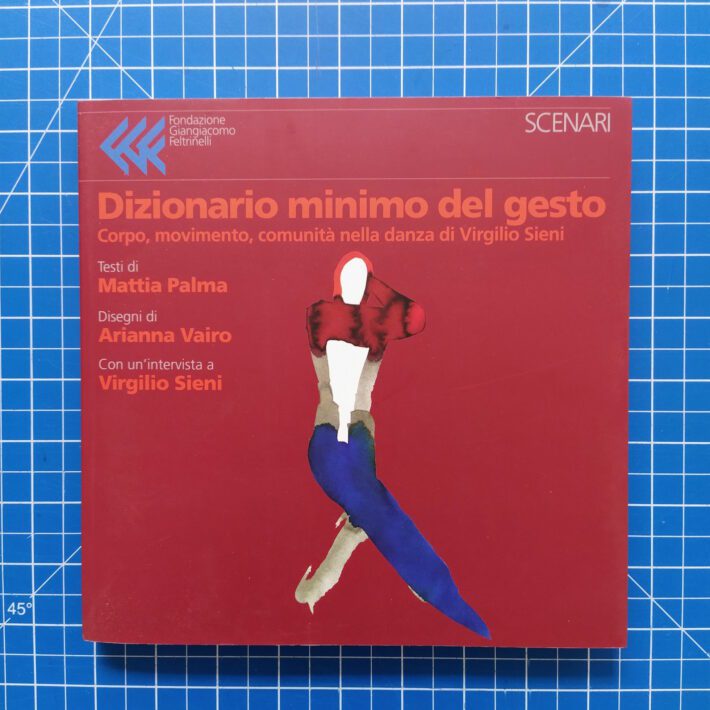 Fondazione
Giangiacomo
Feltrinelli
SCENARI
Dizionario minimo del gesto
Corpo, movimento, comunità nella danza di Virgilio Sieni
Testi di
Mattia Palma
Disegni di
Arianna Vairo
Con un'intervista a
Virgilio Sieni
45°